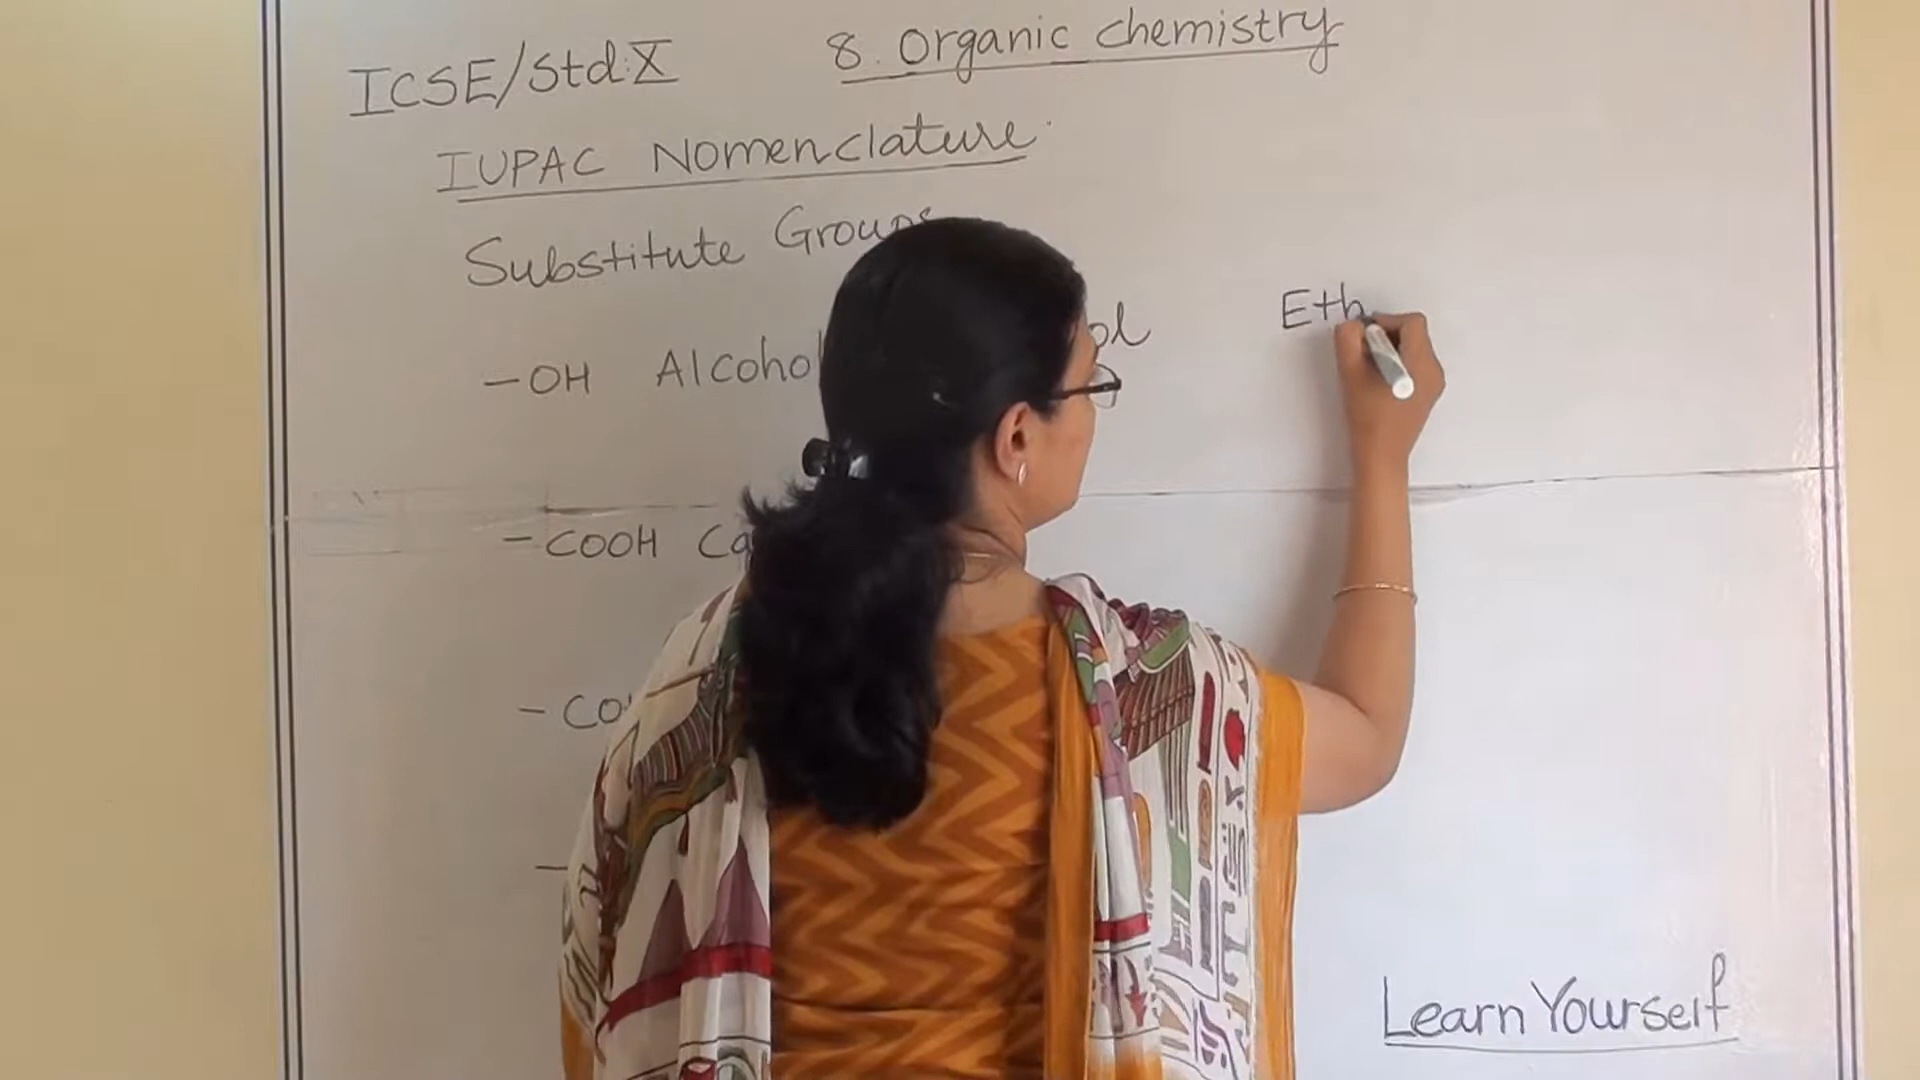 ICSE/Std:X 8. Organic chemistry
IUPAC Nomenclature
Substitute Groups
-OH Alcohol ol Eth
-COOH Ca
-CO
Learn Yourself